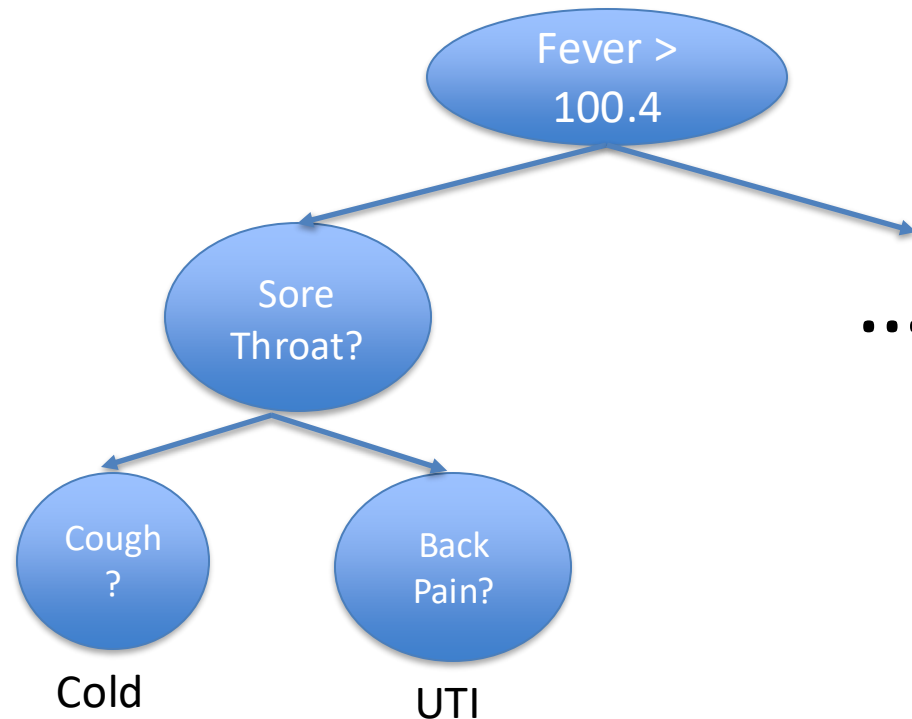 Fever >
100.4
Sore
Throat?
...
Cough
?
Back
Pain?
Cold
UTI